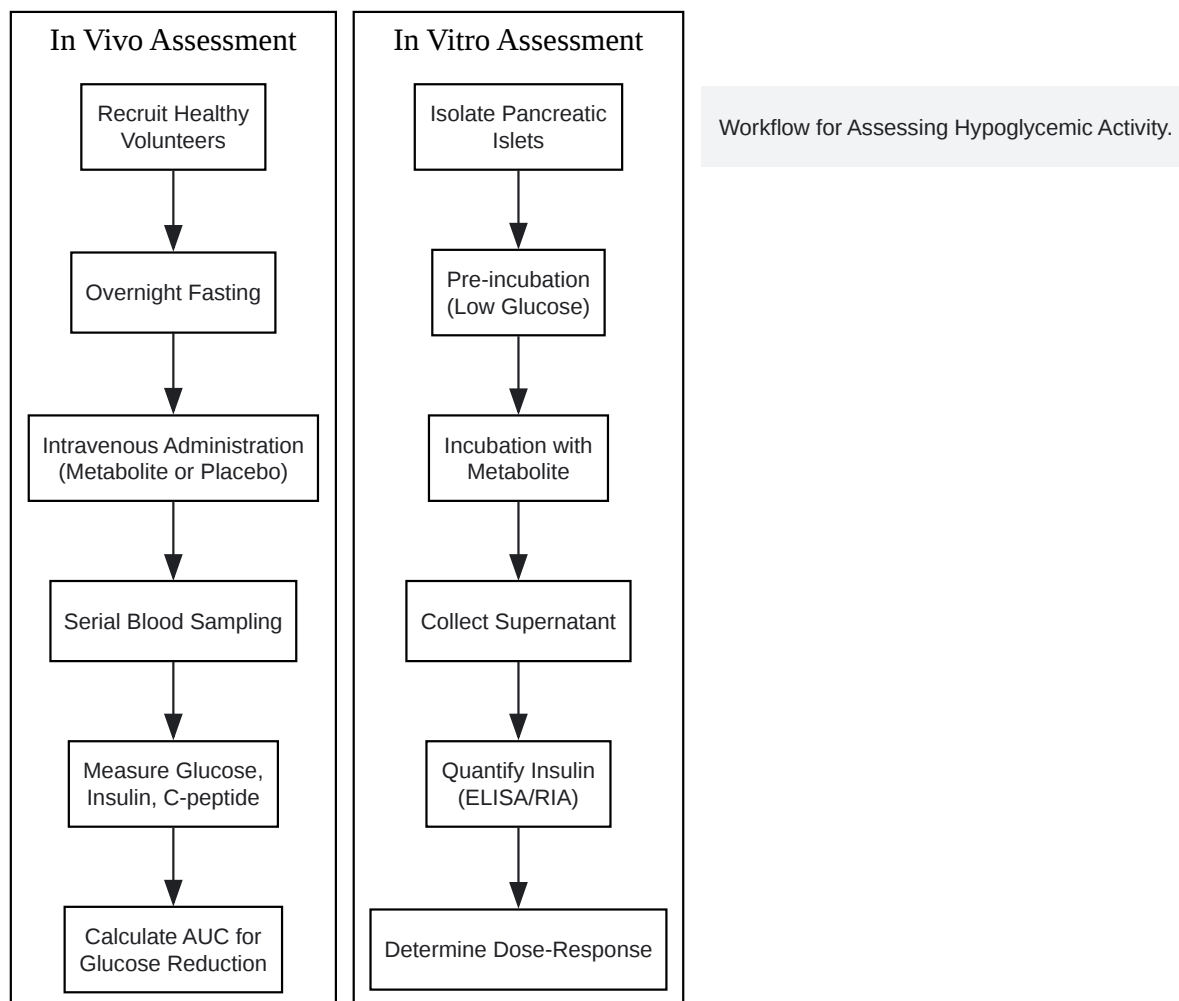 In Vivo Assessment
Recruit Healthy
Volunteers
Overnight Fasting
Intravenous Administration
(Metabolite or Placebo)
Serial Blood Sampling
Measure Glucose,
Insulin, C-peptide
Calculate AUC for
Glucose Reduction
In Vitro Assessment
Isolate Pancreatic
Islets
Pre-incubation
(Low Glucose)
Incubation with
Metabolite
Collect Supernatant
Quantify Insulin
(ELISA/RIA)
Determine Dose-Response
Workflow for Assessing Hypoglycemic Activity.